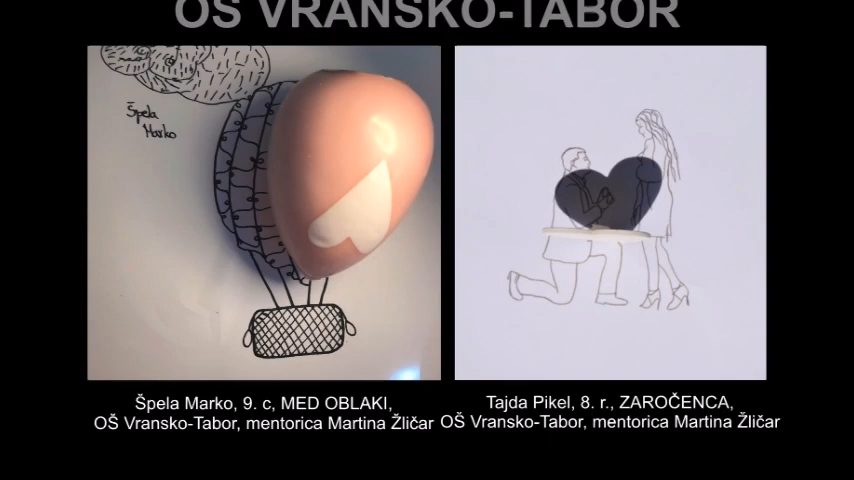 OŠ VRANSKO-TABOR
Špela
Marko
Špela Marko, 9. c, MED OBLAKI,
OŠ Vransko-Tabor, mentorica Martina Žličar
Tajda Pikel, 8. r., ZAROČENCA,
OŠ Vransko-Tabor, mentorica Martina Žličar